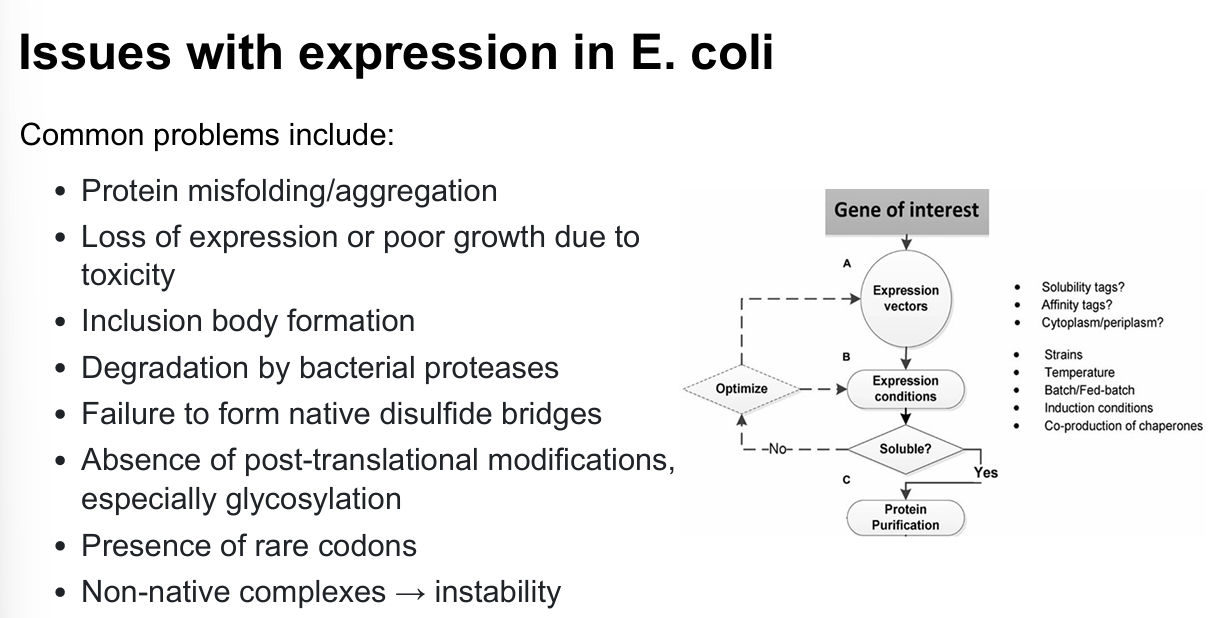 Issues with expression in E. coli
Common problems include:
• Protein misfolding/aggregation
• Loss of expression or poor growth due to
toxicity
• Inclusion body formation
• Degradation by bacterial proteases
• Failure to form native disulfide bridges
• Absence of post-translational modifications,
especially glycosylation
• Presence of rare codons
• Non-native complexes → instability
Gene of interest
A
Expression
vectors
• Solubility tags?
• Affinity tags?
• Cytoplasm/periplasm?
B
Expression
conditions
• Strains
• Temperature
• Batch/Fed-batch
• Induction conditions
• Co-production of chaperones
Optimize
Soluble?
No
Yes
C
Protein
Purification